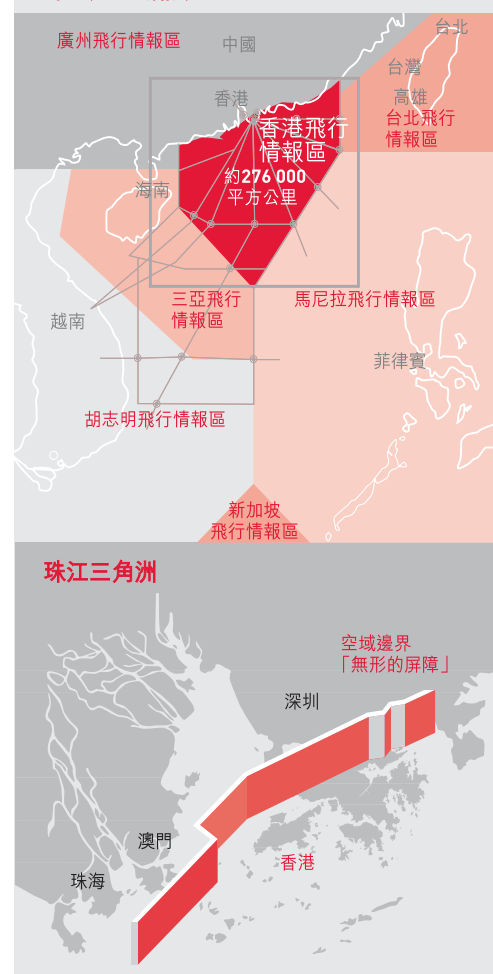 廣州飛行情報區
中國
台北
台灣
高雄
台北飛行
情報區
香港
香港飛行
情報區
約276 000
平方公里
海南
三亞飛行
情報區
馬尼拉飛行情報區
越南
菲律賓
胡志明飛行情報區
新加坡
飛行情報區
珠江三角洲
空域邊界
「無形的屏障」
深圳
澳門
香港
珠海